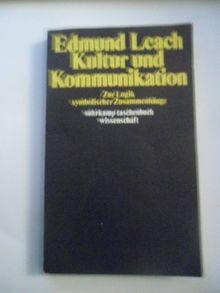 Edmund Leach
Kultur und
Kommunikation
Zur Logik
symbolischer Zusammenhänge
suhrkamp taschenbuch
wissenschaft